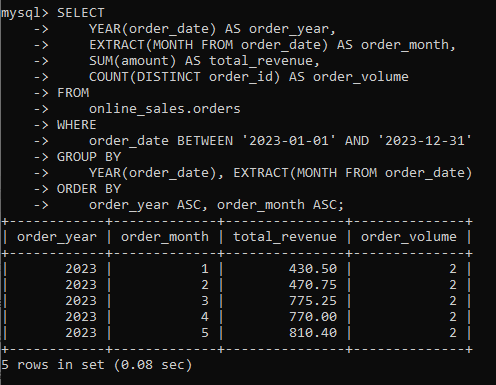 mysql> SELECT
    ->     YEAR(order_date) AS order_year,
    ->     EXTRACT(MONTH FROM order_date) AS order_month,
    ->     SUM(amount) AS total_revenue,
    ->     COUNT(DISTINCT order_id) AS order_volume
    -> FROM
    ->     online_sales.orders
    -> WHERE
    ->     order_date BETWEEN '2023-01-01' AND '2023-12-31'
    -> GROUP BY
    ->     YEAR(order_date), EXTRACT(MONTH FROM order_date)
    -> ORDER BY
    ->     order_year ASC, order_month ASC;
+------------+-------------+---------------+--------------+
| order_year | order_month | total_revenue | order_volume |
+------------+-------------+---------------+--------------+
|       2023 |           1 |        430.50 |            2 |
|       2023 |           2 |        470.75 |            2 |
|       2023 |           3 |        775.25 |            2 |
|       2023 |           4 |        770.00 |            2 |
|       2023 |           5 |        810.40 |            2 |
+------------+-------------+---------------+--------------+
5 rows in set (0.08 sec)